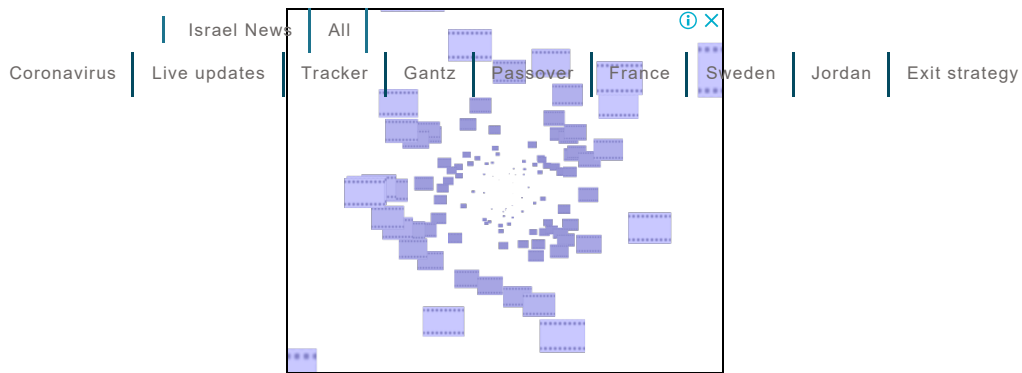 Israel News All
Coronavirus Live updates Tracker Gantz Passover France Sweden Jordan Exit strategy